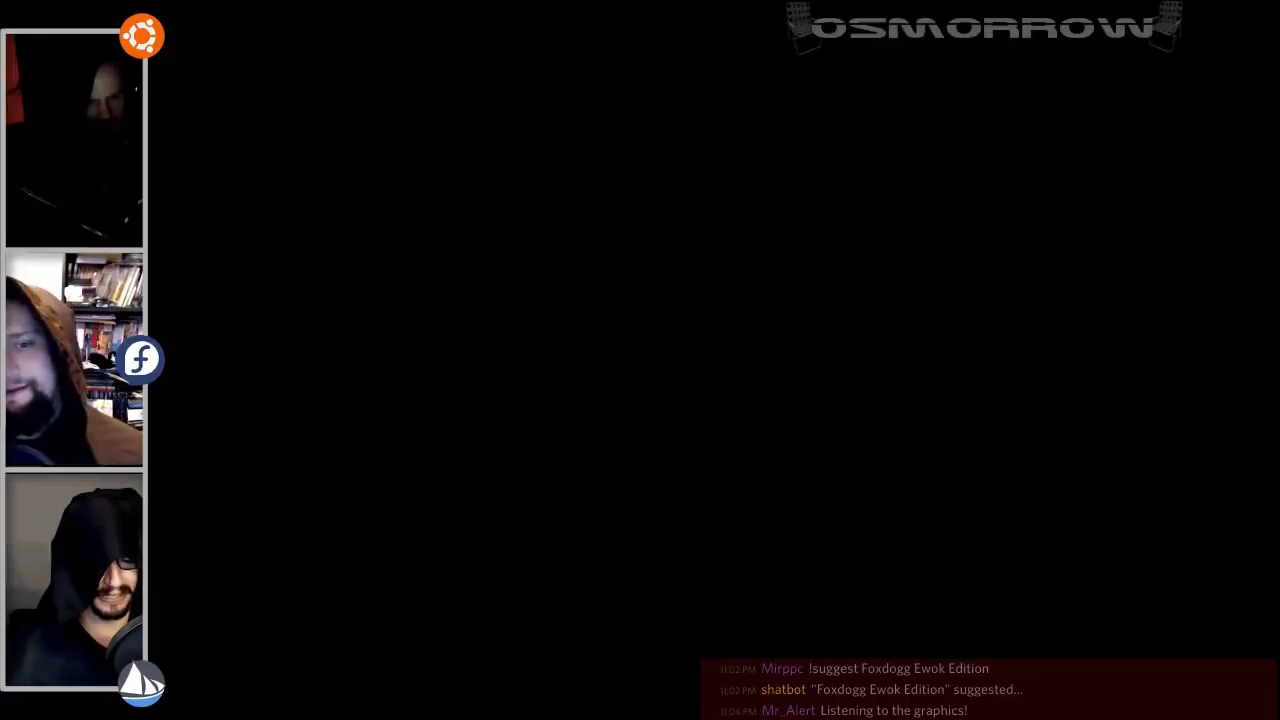 OSMORROW
11:02 PM Mirppc !suggest Foxdogg Ewok Edition
11:02 PM shatbot "Foxdogg Ewok Edition" suggested...
11:04 PM Mr_Alert Listening to the graphics!